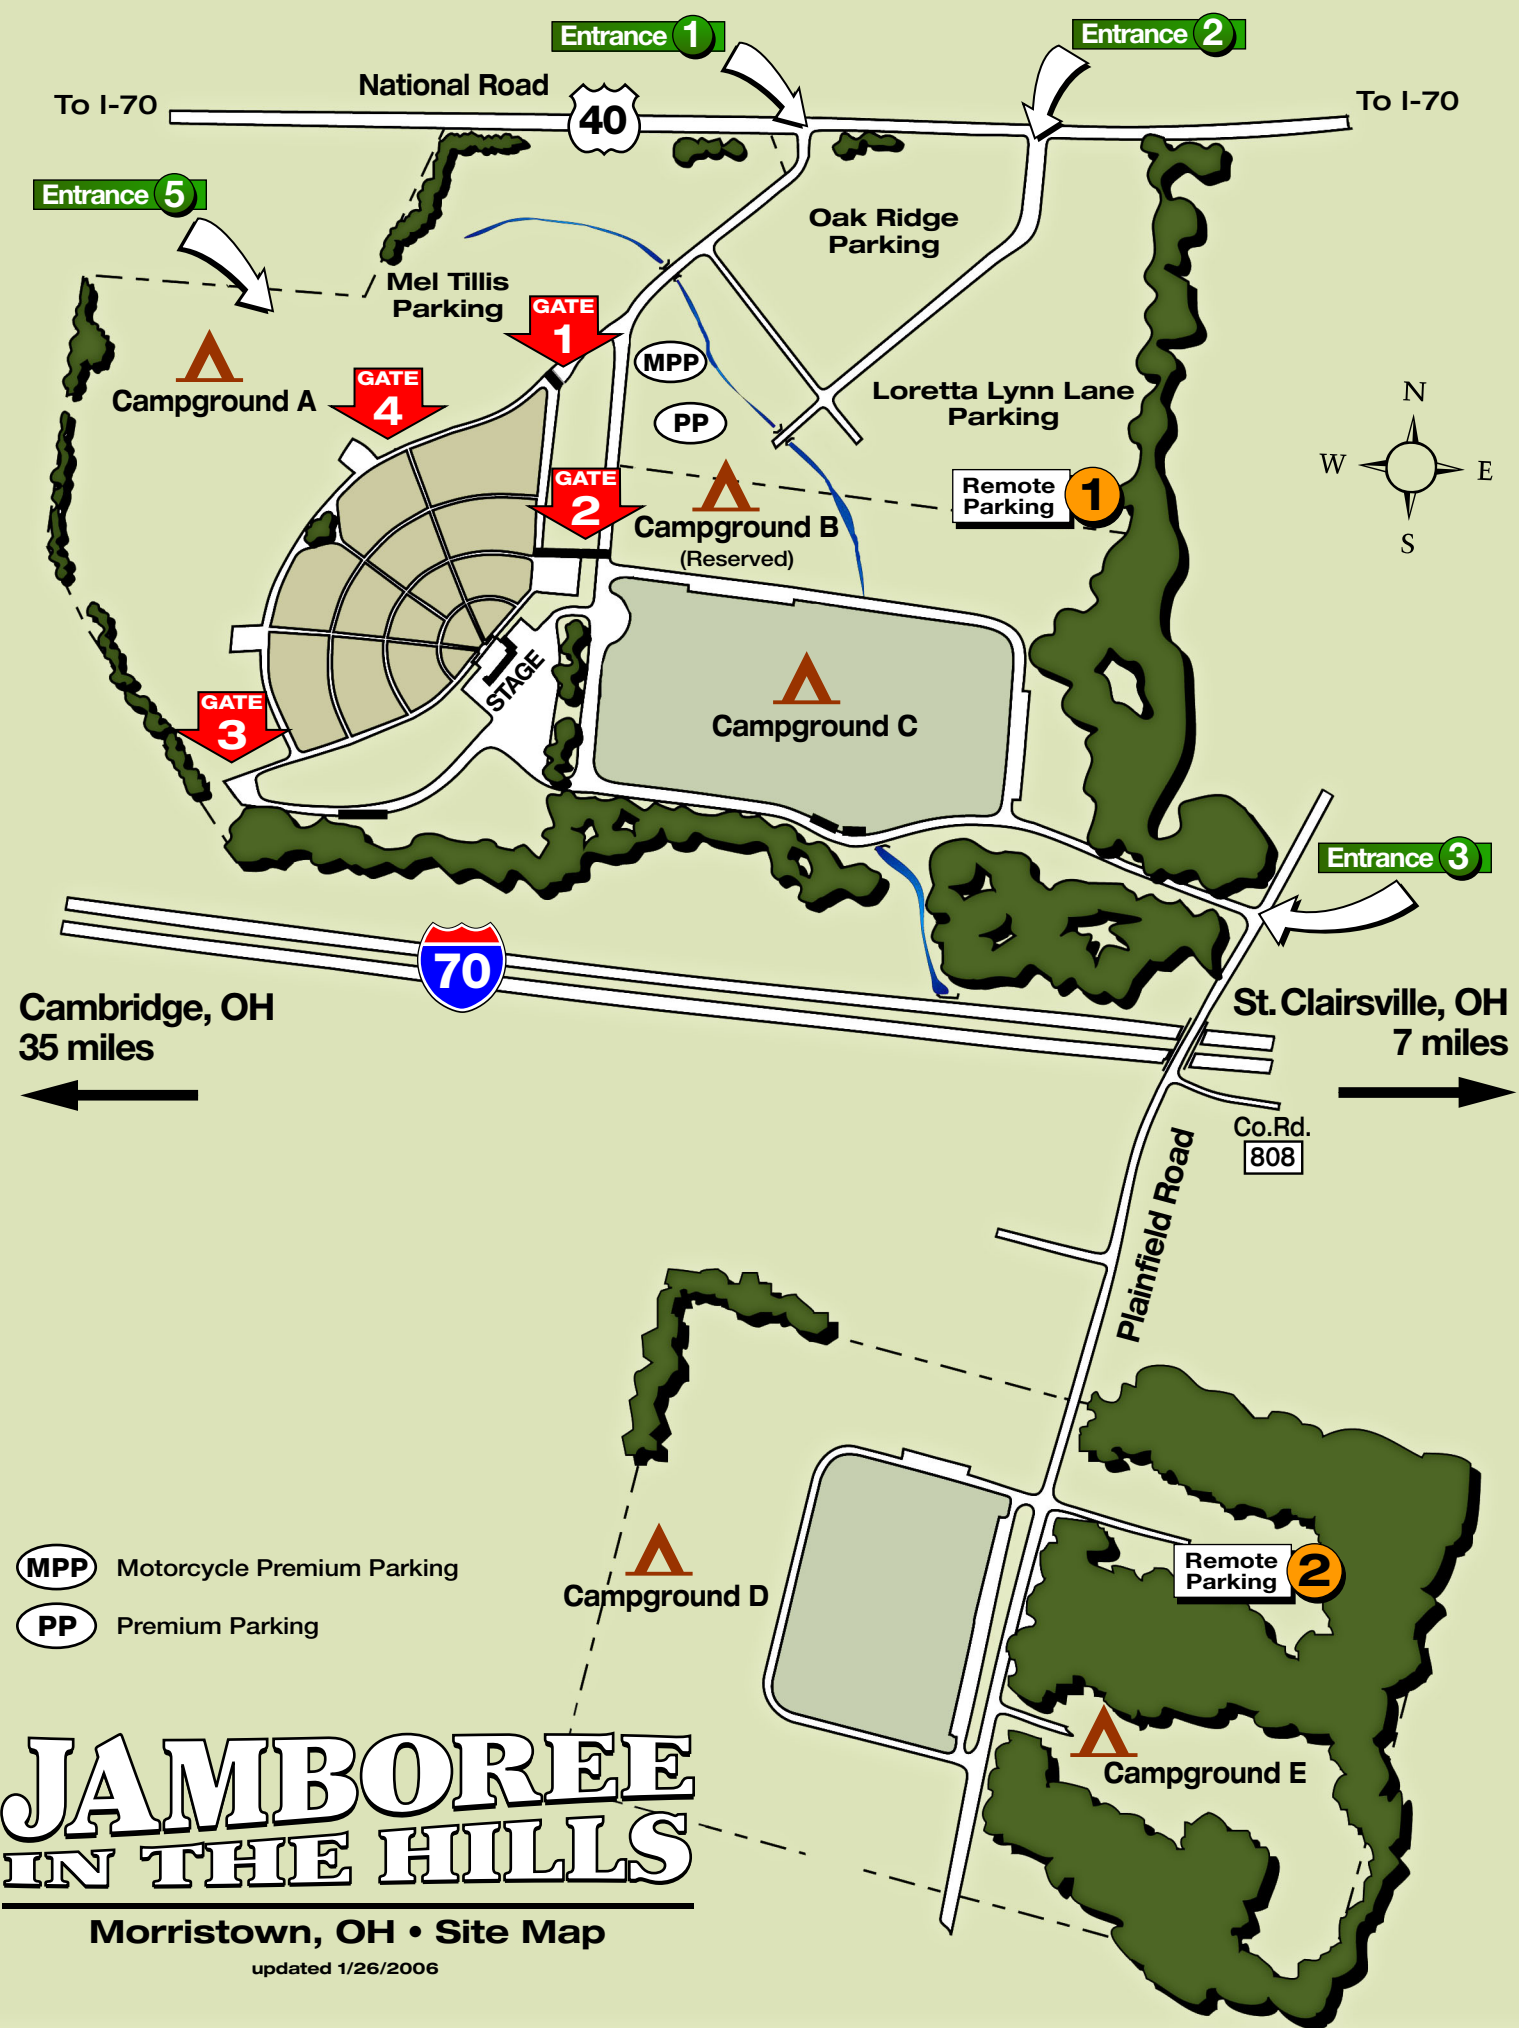 Entrance 1
Entrance 2
National Road
To I-70
40
To I-70
Entrance 5
Oak Ridge
Parking
Mel Tillis
Parking
GATE
1
MPP
Campground A
GATE
4
PP
Loretta Lynn Lane
Parking
N
W
E
S
GATE
2
Remote
Parking
1
Campground B
(Reserved)
STAGE
Campground C
GATE
3
Entrance 3
70
Cambridge, OH
35 miles
St. Clairsville, OH
7 miles
Co.Rd.
808
Plainfield Road
MPP Motorcycle Premium Parking
PP Premium Parking
Campground D
Remote
Parking
2
Campground E
JAMBOREE
IN THE HILLS
Morristown, OH • Site Map
updated 1/26/2006